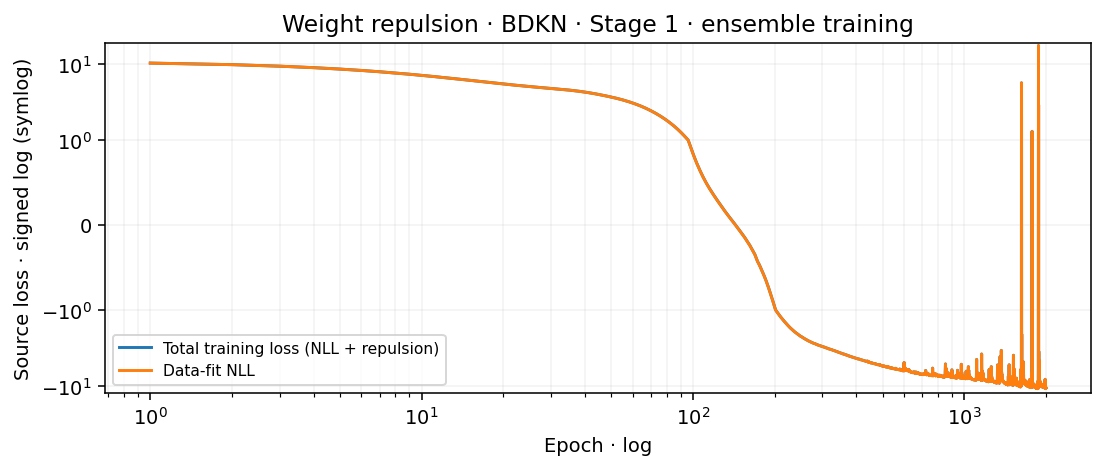 Weight repulsion · BDKN · Stage 1 · ensemble training
Source loss · signed log (symlog)
10¹
10⁰
0
−10⁰
−10¹
Total training loss (NLL + repulsion)
Data-fit NLL
10⁰ 10¹ 10² 10³
Epoch · log